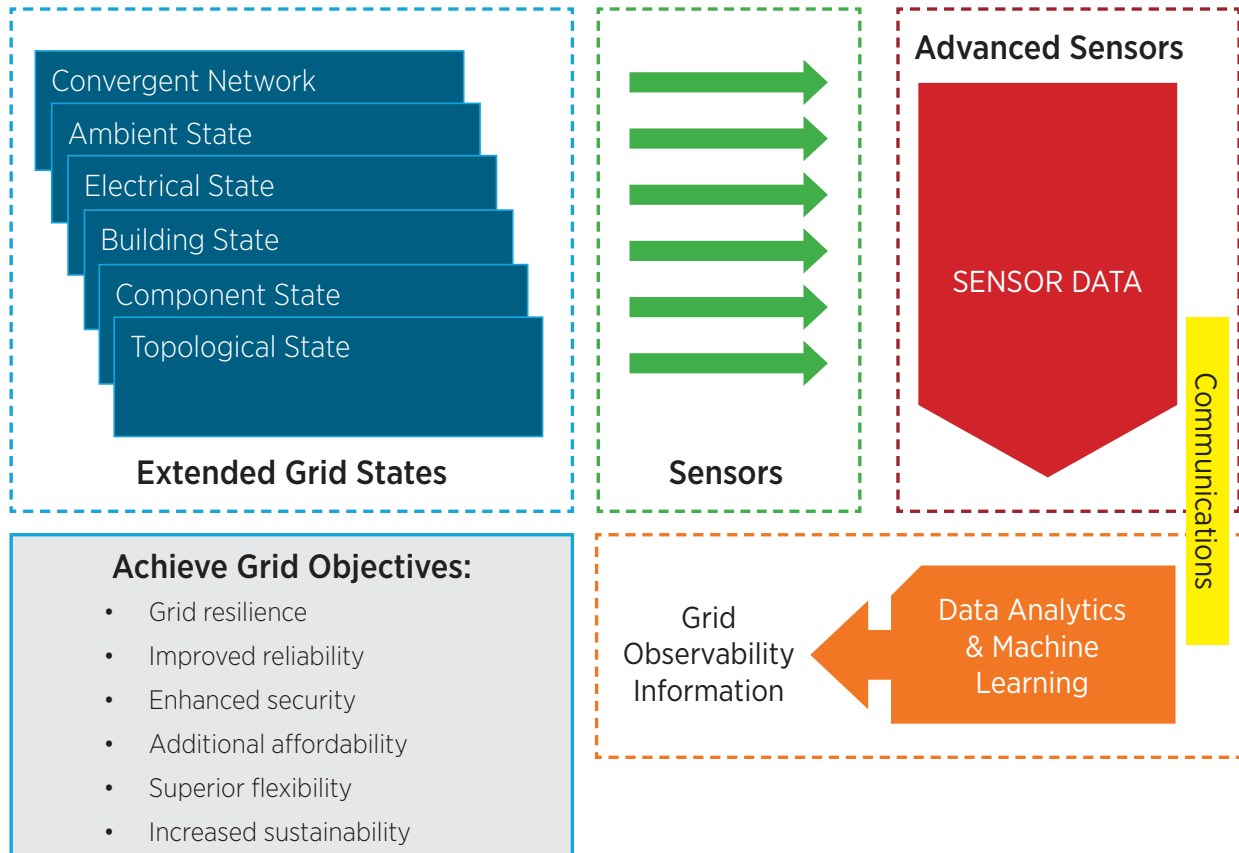 Convergent Network
Ambient State
Electrical State
Building State
Component State
Topological State
Extended Grid States
Sensors
Advanced Sensors
SENSOR DATA
Communications
Achieve Grid Objectives:
• Grid resilience
• Improved reliability
• Enhanced security
• Additional affordability
• Superior flexibility
• Increased sustainability
Grid
Observability
Information
Data Analytics
& Machine
Learning